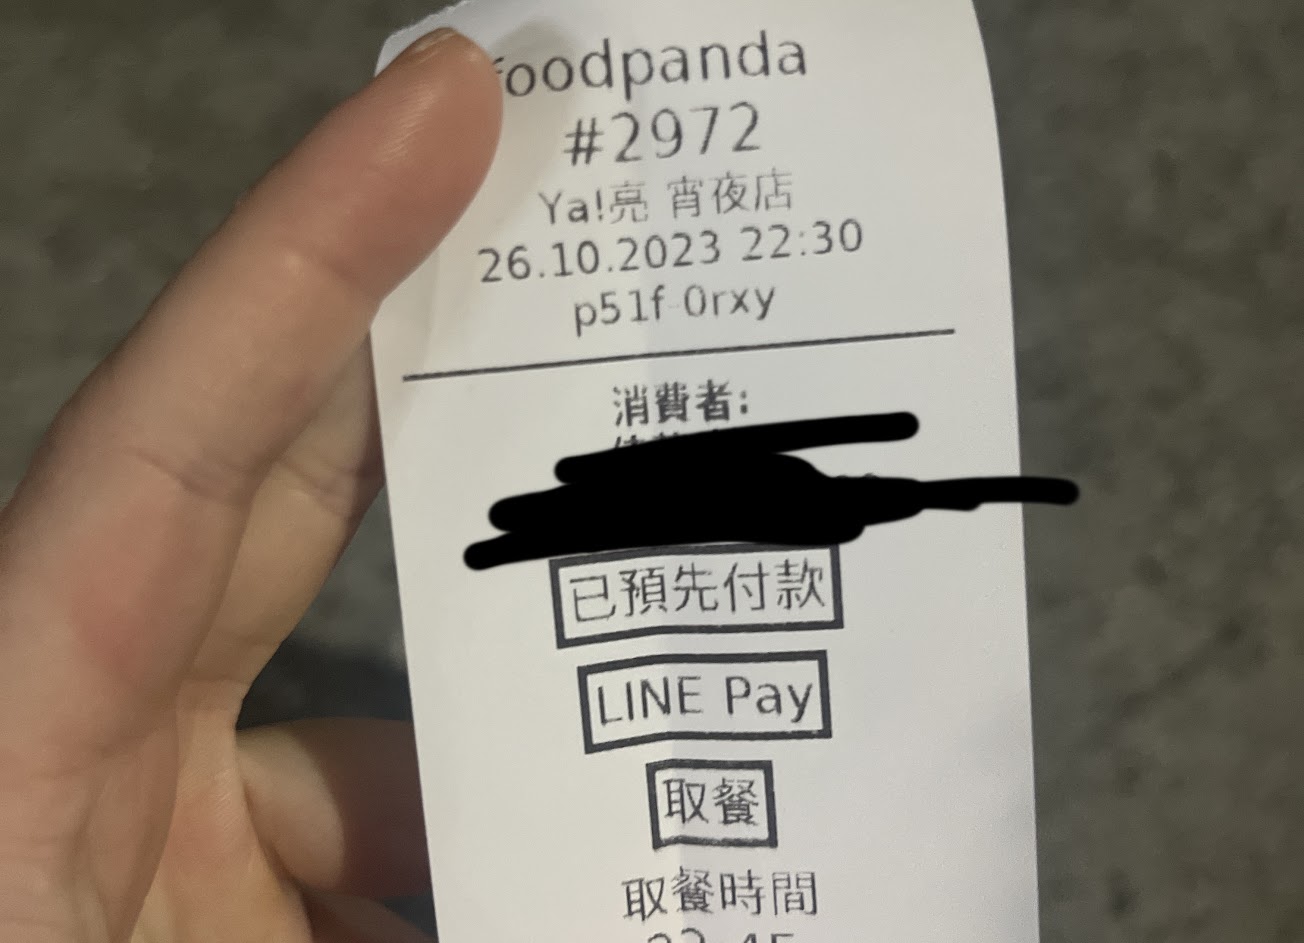 foodpanda
#2972
Ya!亮 宵夜店
26.10.2023 22:30
p51f-0rxy
消費者:
已預先付款
LINE Pay
取餐
取餐時間